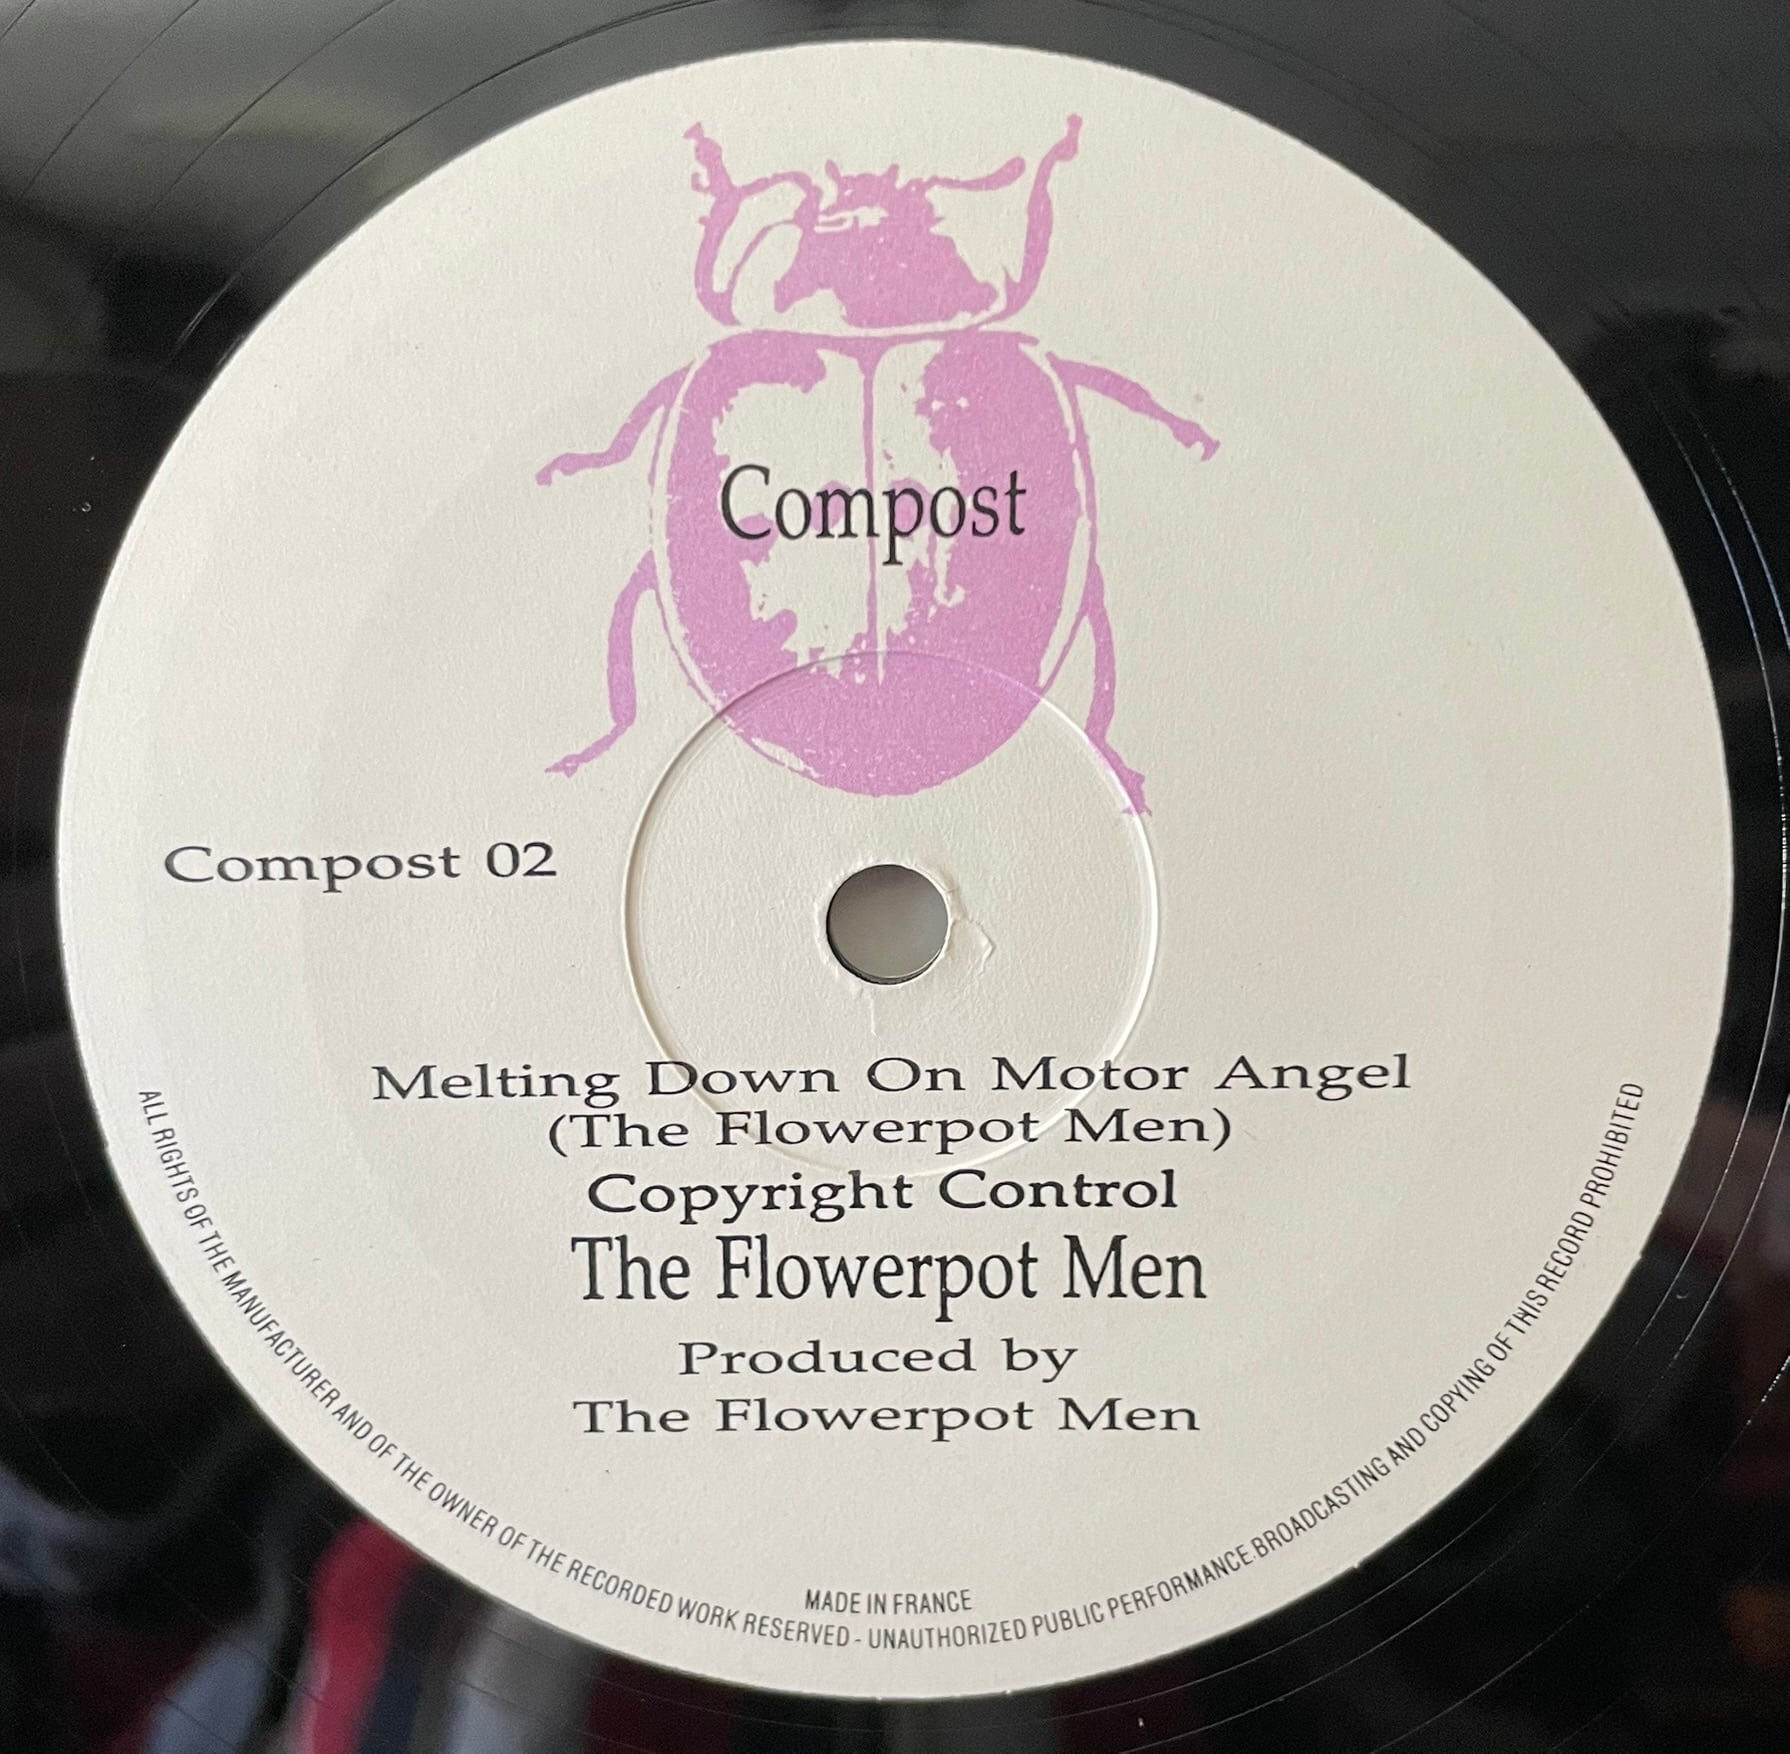 Compost
Compost 02
Melting Down On Motor Angel
(The Flowerpot Men)
Copyright Control
The Flowerpot Men
Produced by
The Flowerpot Men
MADE IN FRANCE
ALL RIGHTS OF THE MANUFACTURER AND OF THE OWNER OF THE RECORDED WORK RESERVED - UNAUTHORIZED PUBLIC PERFORMANCE BROADCASTING AND COPYING OF THIS RECORD PROHIBITED